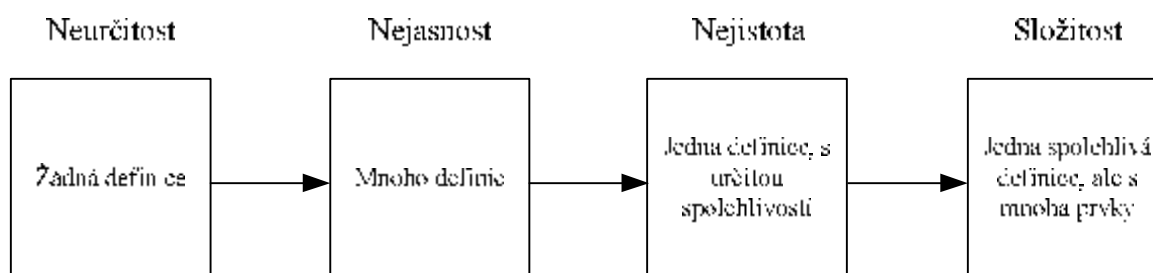 Neurčitost
Nejasnost
Nejistota
Složitost
Žádná definice
Mnoho definic
Jedna definice, s
určitou
spolehlivostí
Jedna spolehlivá
definice, ale s
mnoha prvky